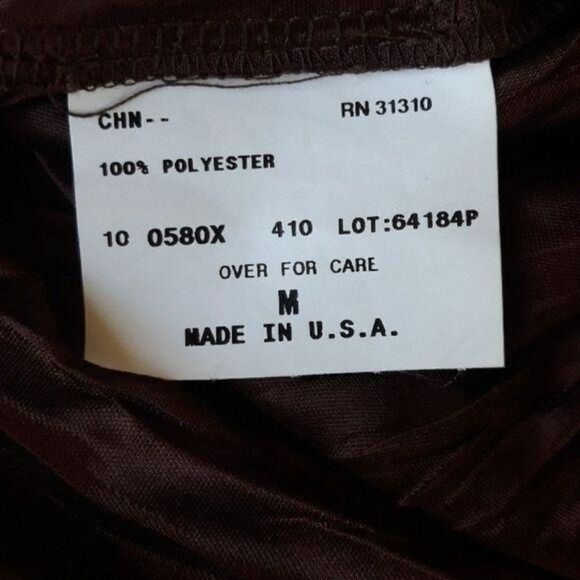 CHN-- RN 31310
100% POLYESTER
10 0580X 410 LOT:64184P
OVER FOR CARE
M
MADE IN U.S.A.